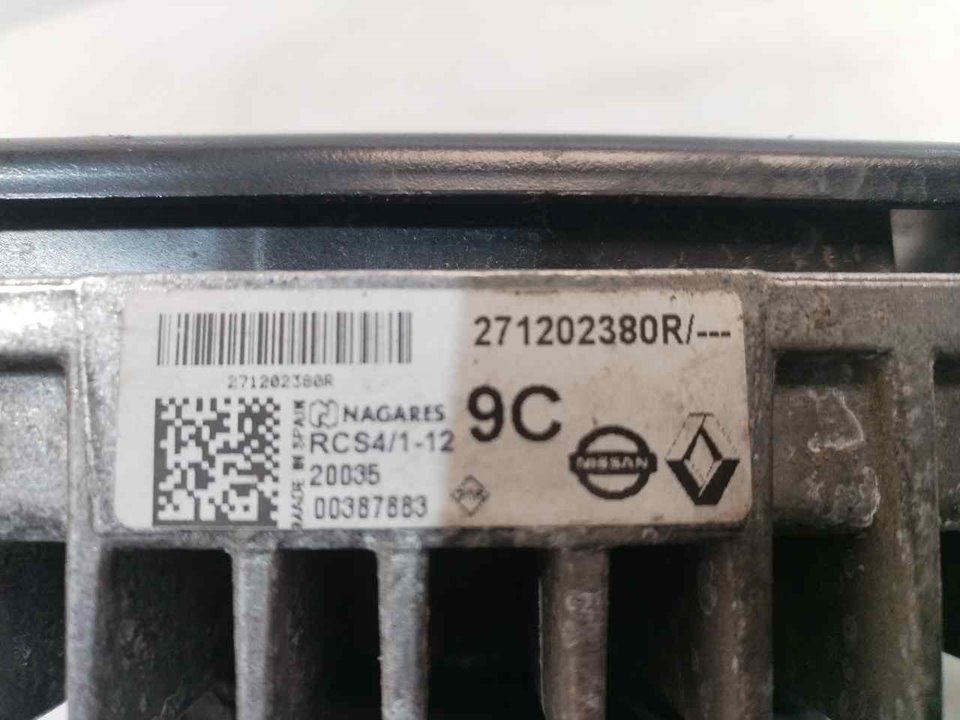 271202380R/---
271202380R
MADE IN SPAIN
NAGARES
9C
RCS4/1-12
20035
00387883
NISSAN